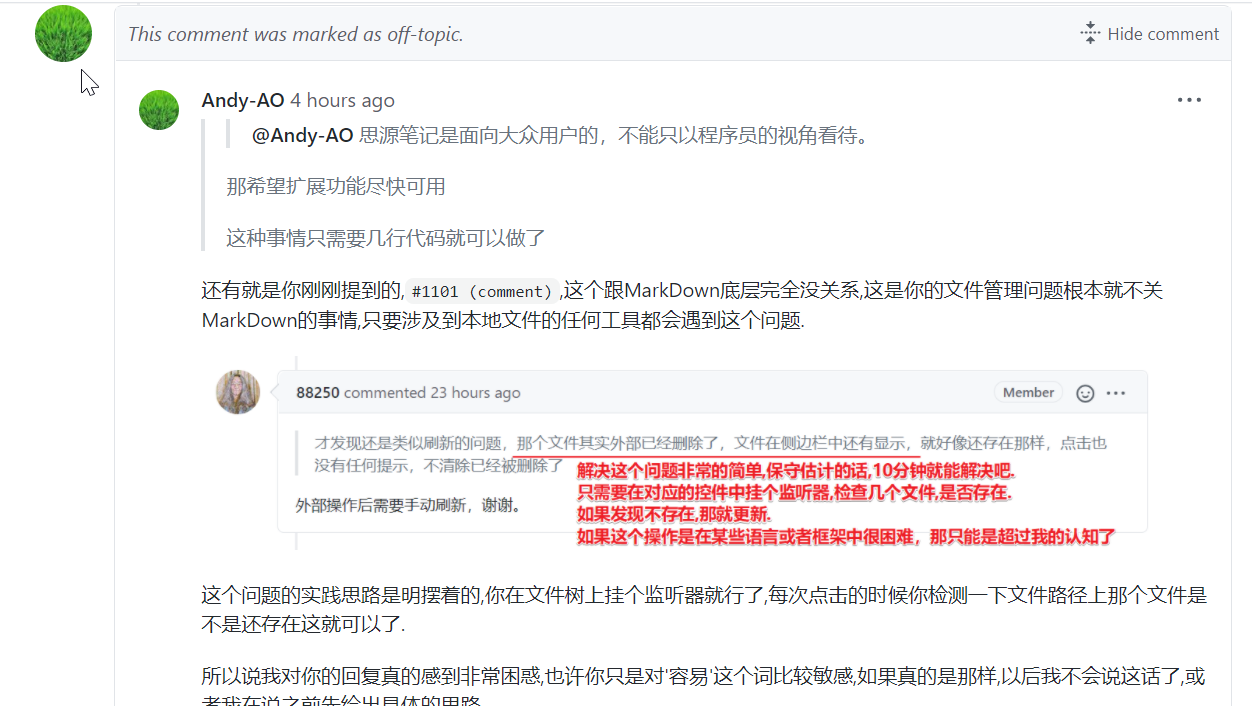 This comment was marked as off-topic.
Hide comment
Andy-AO 4 hours ago
@Andy-AO 思源笔记是面向大众用户的，不能只以程序员的视角看待。
那希望扩展功能尽快可用
这种事情只需要几行代码就可以做了
还有就是你刚刚提到的, #1101 (comment) ,这个跟MarkDown底层完全没关系,这是你的文件管理问题根本就不关
MarkDown的事情,只要涉及到本地文件的任何工具都会遇到这个问题.
88250 commented 23 hours ago
Member
才发现还是类似刷新的问题，那个文件其实外部已经删除了，文件在侧边栏中还有显示，就好像还存在那样，点击也
没有任何提示，不清除已经被删除了
解决这个问题非常的简单,保守估计的话,10分钟就能解决吧.
只需要在对应的控件中挂个监听器,检查几个文件,是否存在.
外部操作后需要手动刷新，谢谢。
如果发现不存在,那就更新.
如果这个操作是在某些语言或者框架中很困难，那只能是超过我的认知了
这个问题的实践思路是明摆着的,你在文件树上挂个监听器就行了,每次点击的时候你检测一下文件路径上那个文件是
不是还存在这就可以了.
所以说我对你的回复真的感到非常困惑,也许你只是对'容易'这个词比较敏感,如果真的是那样,以后我不会说这话了,或
者我在说之前先给出具体的思路